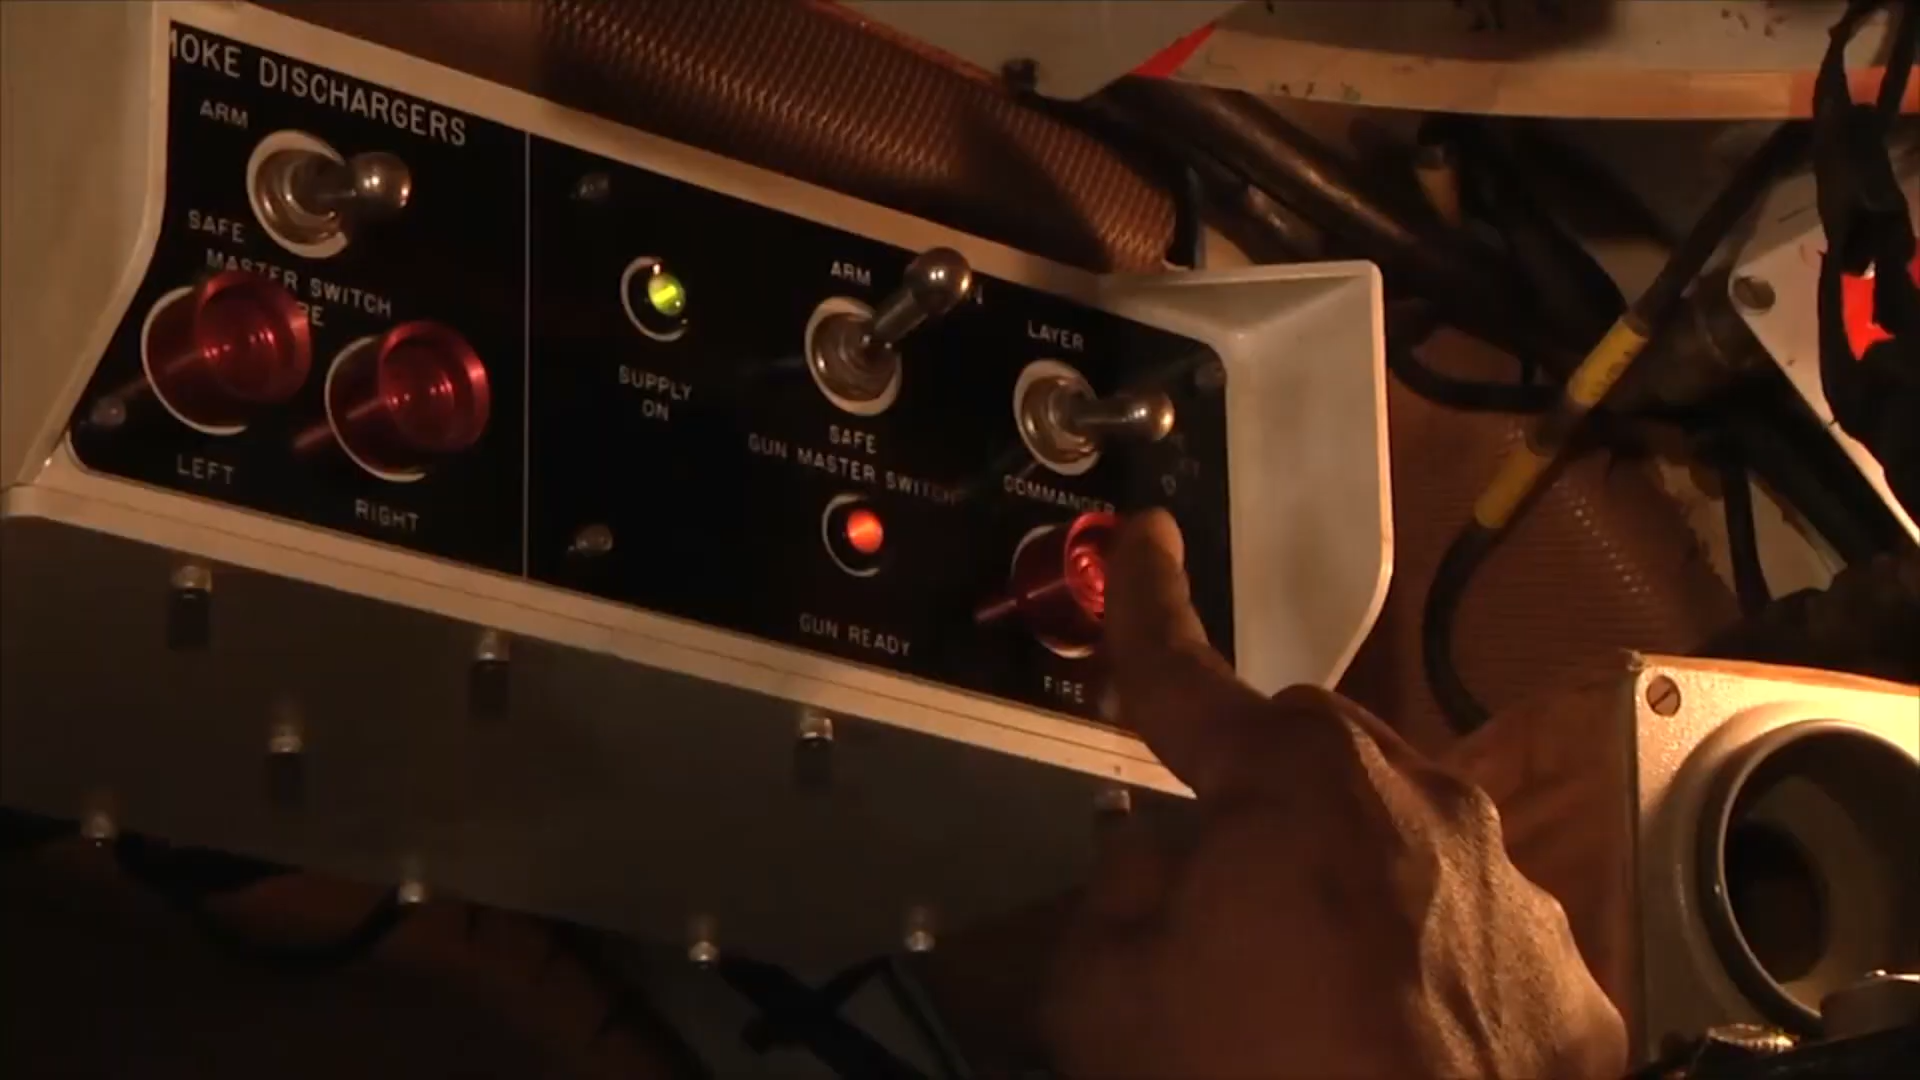 MOKE DISCHARGERS
ARM
SAFE
MASTER SWITCH
RE
LEFT
RIGHT
SUPPLY
ON
ARM
N
SAFE
GUN MASTER SWITCH
GUN READY
LAYER
COMMANDER
FIRE